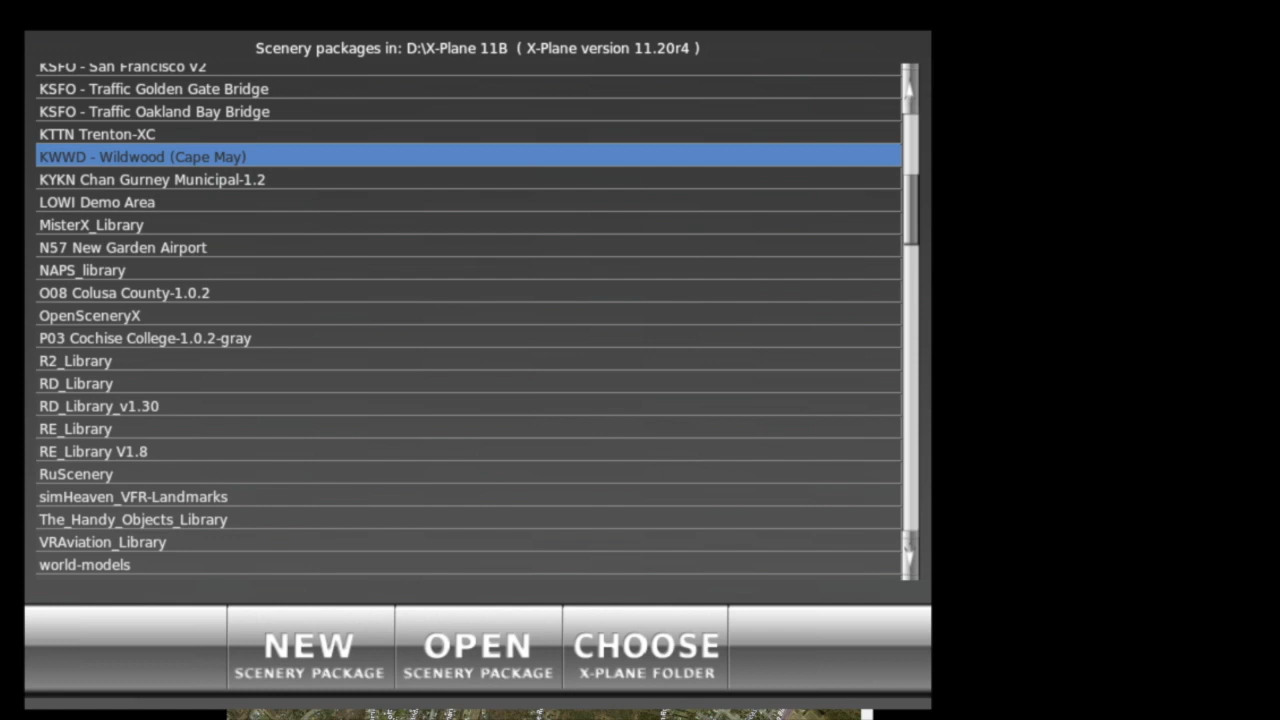 Scenery packages in: D:\X-Plane 11B ( X-Plane version 11.20r4 )
KSFO - San Francisco V2
KSFO - Traffic Golden Gate Bridge
KSFO - Traffic Oakland Bay Bridge
KTTN Trenton-XC
KWWD - Wildwood (Cape May)
KYKN Chan Gurney Municipal-1.2
LOWI Demo Area
MisterX_Library
N57 New Garden Airport
NAPS_library
O08 Colusa County-1.0.2
OpenSceneryX
P03 Cochise College-1.0.2-gray
R2_Library
RD_Library
RD_Library_v1.30
RE_Library
RE_Library V1.8
RuScenery
simHeaven_VFR-Landmarks
The_Handy_Objects_Library
VRAviation_Library
world-models
NEW
SCENERY PACKAGE
OPEN
SCENERY PACKAGE
CHOOSE
X-PLANE FOLDER